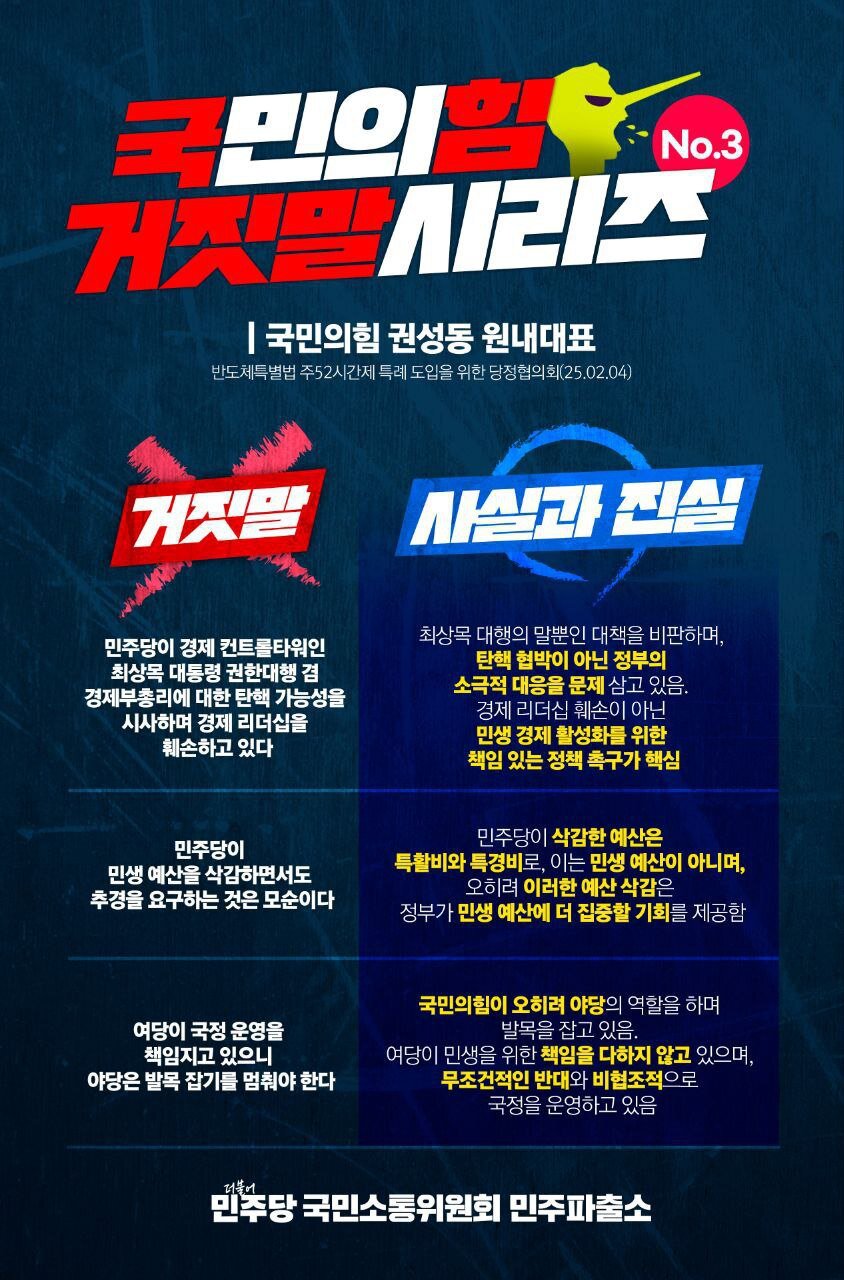 국민의힘
No.3
거짓말시리즈
| 국민의힘 권성동 원내대표
반도체특별법 주52시간제 특례 도입을 위한 당정협의회(25.02.04)
거짓말
사실과 진실
민주당이 경제 컨트롤타워인
최상목 대통령 권한대행 겸
경제부총리에 대한 탄핵 가능성을
시사하며 경제 리더십을
훼손하고 있다
최상목 대행의 말뿐인 대책을 비판하며,
탄핵 협박이 아닌 정부의
소극적 대응을 문제 삼고 있음.
경제 리더십 훼손이 아닌
민생 경제 활성화를 위한
책임 있는 정책 촉구가 핵심
민주당이
민생 예산을 삭감하면서도
추경을 요구하는 것은 모순이다
민주당이 삭감한 예산은
특활비와 특경비로, 이는 민생 예산이 아니며,
오히려 이러한 예산 삭감은
정부가 민생 예산에 더 집중할 기회를 제공함
여당이 국정 운영을
책임지고 있으니
야당은 발목 잡기를 멈춰야 한다
국민의힘이 오히려 야당의 역할을 하며
발목을 잡고 있음.
여당이 민생을 위한 책임을 다하지 않고 있으며,
무조건적인 반대와 비협조적으로
국정을 운영하고 있음
더불어
민주당 국민소통위원회 민주파출소